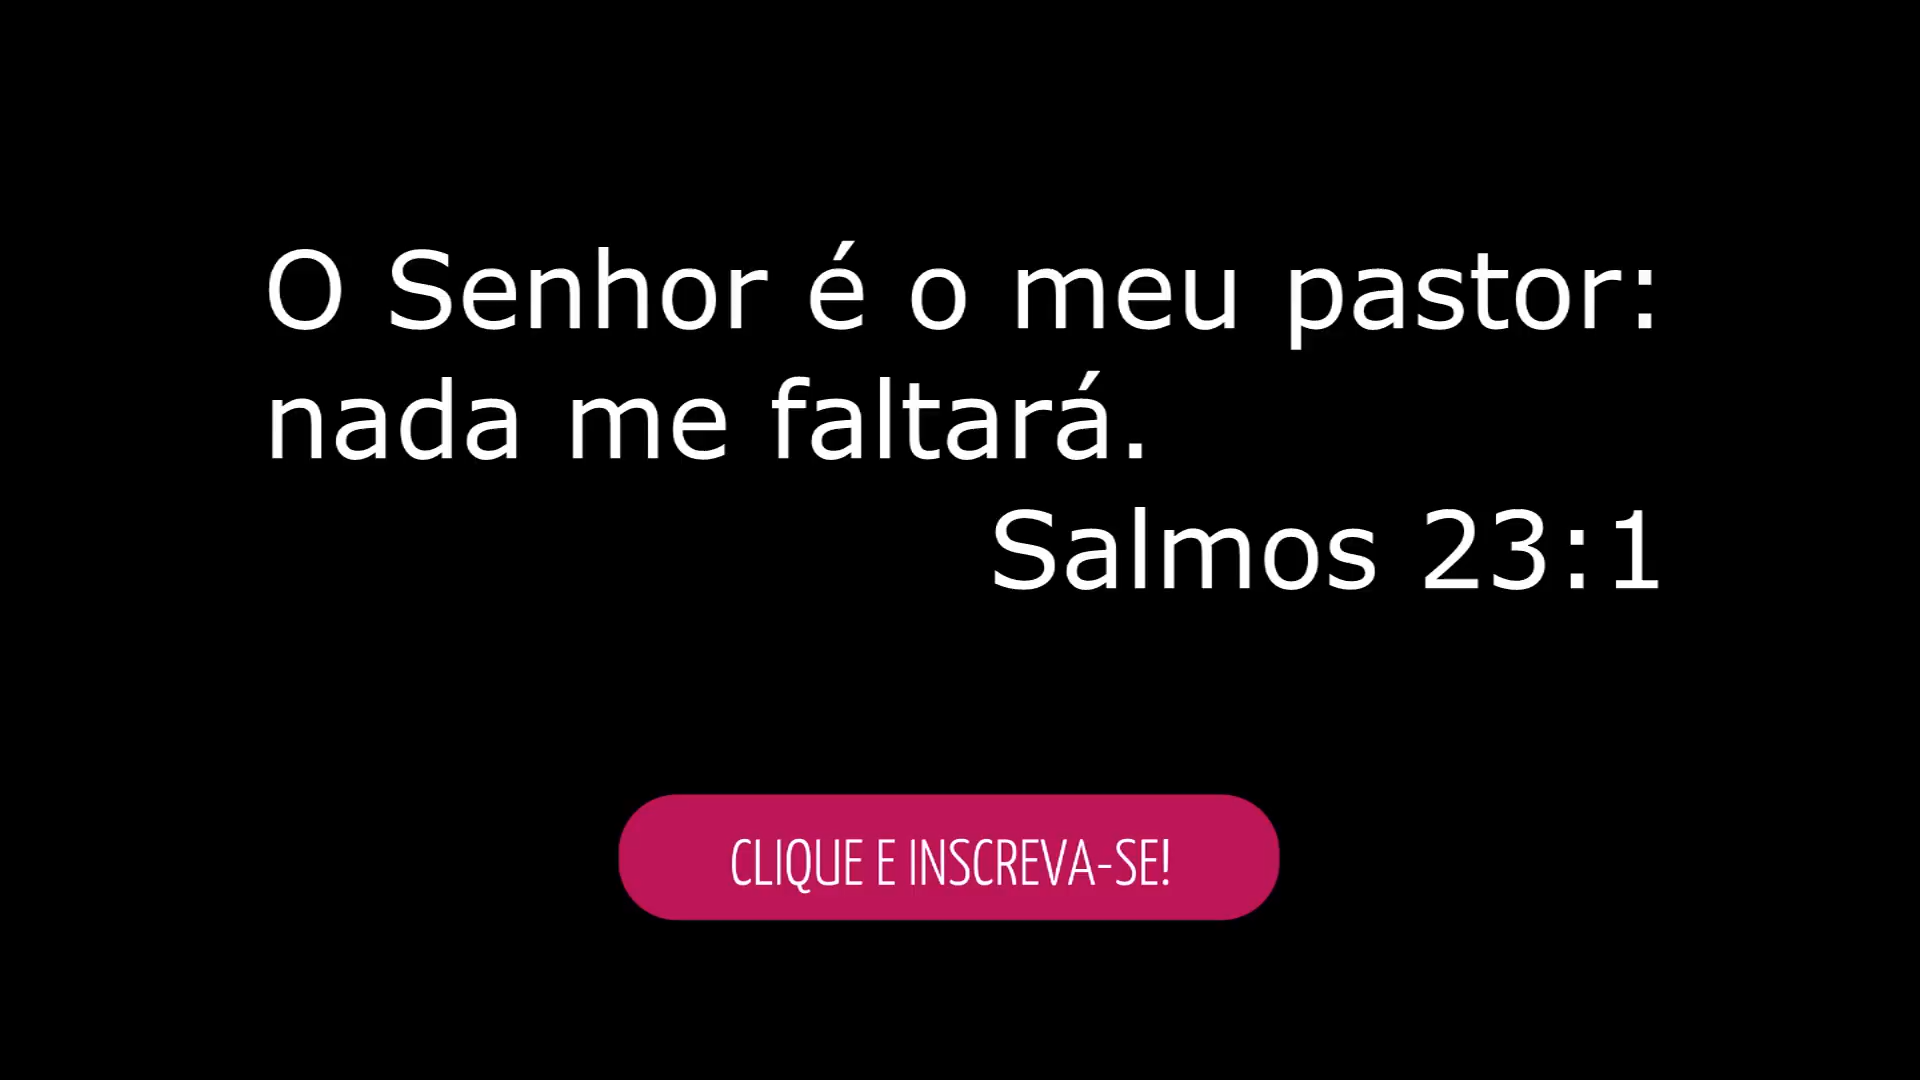 O Senhor é o meu pastor:
nada me faltará.
Salmos 23:1
CLIQUE E INSCREVA-SE!